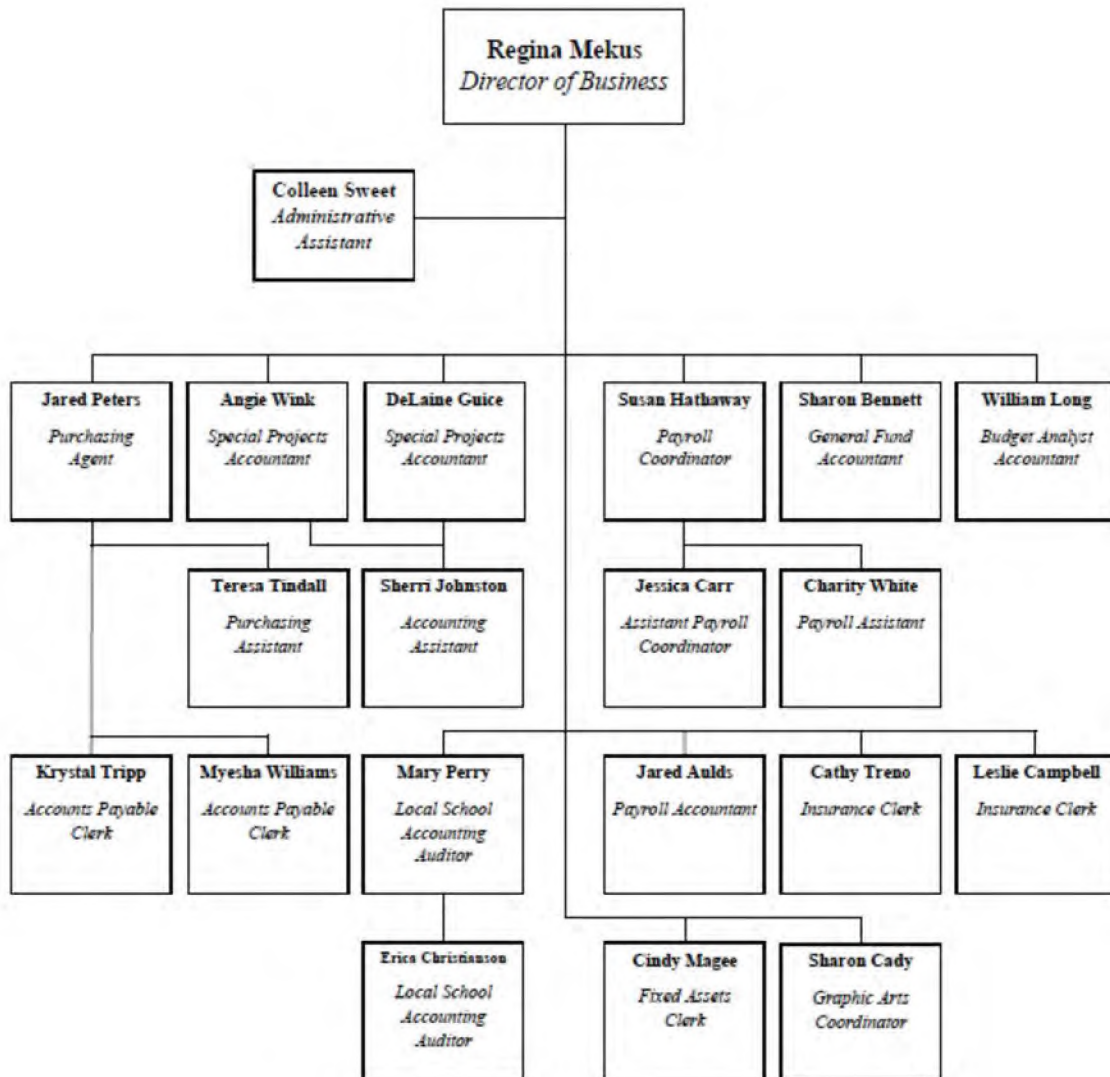 Regina Mekus
Director of Business
Colleen Sweet
Administrative
Assistant
Jared Peters
Purchasing
Agent
Angie Wink
Special Projects
Accountant
DeLaine Guice
Special Projects
Accountant
Susan Hathaway
Payroll
Coordinator
Sharon Bennett
General Fund
Accountant
William Long
Budget Analyst
Accountant
Teresa Tindall
Purchasing
Assistant
Sherri Johnston
Accounting
Assistant
Jessica Carr
Assistant Payroll
Coordinator
Charity White
Payroll Assistant
Krystal Tripp
Accounts Payable
Clerk
Myesha Williams
Accounts Payable
Clerk
Mary Perry
Local School
Accounting
Auditor
Jared Aulds
Payroll Accountant
Cathy Treno
Insurance Clerk
Leslie Campbell
Insurance Clerk
Erica Christianson
Local School
Accounting
Auditor
Cindy Magee
Fixed Assets
Clerk
Sharon Cady
Graphic Arts
Coordinator